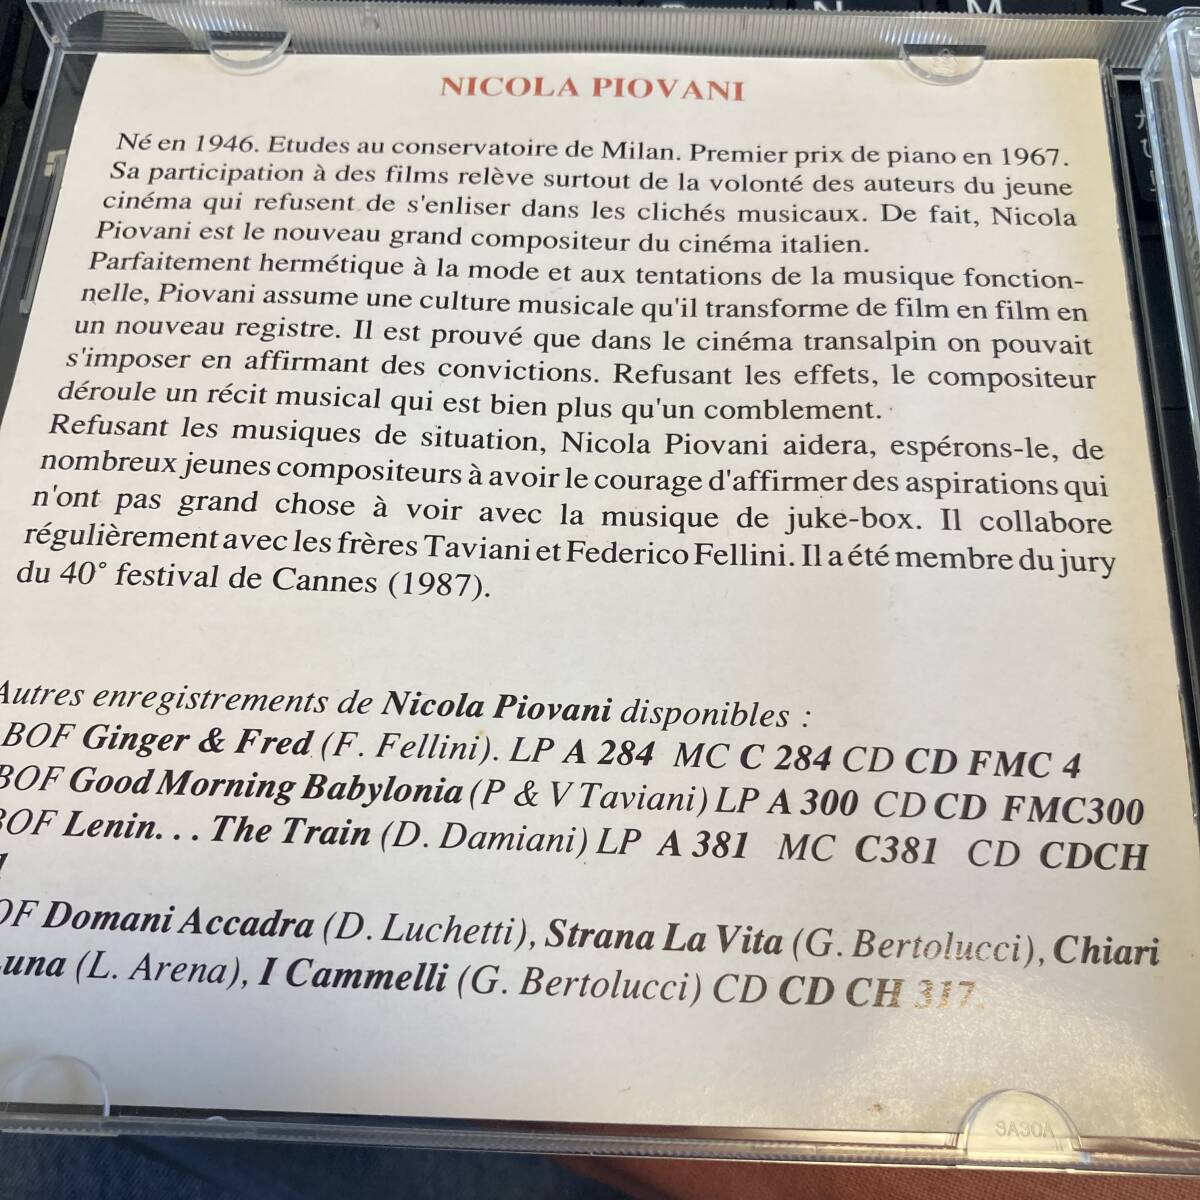 NICOLA PIOVANI
Né en 1946. Etudes au conservatoire de Milan. Premier prix de piano en 1967.
Sa participation à des films relève surtout de la volonté des auteurs du jeune
cinéma qui refusent de s'enliser dans les clichés musicaux. De fait, Nicola
Piovani est le nouveau grand compositeur du cinéma italien.
Parfaitement hermétique à la mode et aux tentations de la musique fonction-
nelle, Piovani assume une culture musicale qu'il transforme de film en film en
un nouveau registre. Il est prouvé que dans le cinéma transalpin on pouvait
s'imposer en affirmant des convictions. Refusant les effets, le compositeur
déroule un récit musical qui est bien plus qu'un comblement.
Refusant les musiques de situation, Nicola Piovani aidera, espérons-le, de
nombreux jeunes compositeurs à avoir le courage d'affirmer des aspirations qui
n'ont pas grand chose à voir avec la musique de juke-box. Il collabore
régulièrement avec les frères Taviani et Federico Fellini. Il a été membre du jury
du 40° festival de Cannes (1987).
Autres enregistrements de Nicola Piovani disponibles :
BOF Ginger & Fred (F. Fellini). LP A 284 MC C 284 CD CD FMC 4
BOF Good Morning Babylonia (P & V Taviani) LP A 300 CD CD FMC300
BOF Lenin. . . The Train (D. Damiani) LP A 381 MC C381 CD CDCH
OF Domani Accadra (D. Luchetti), Strana La Vita (G. Bertolucci), Chiari
una (L. Arena), I Cammelli (G. Bertolucci) CD CD CH 317.
SA30A
N M <